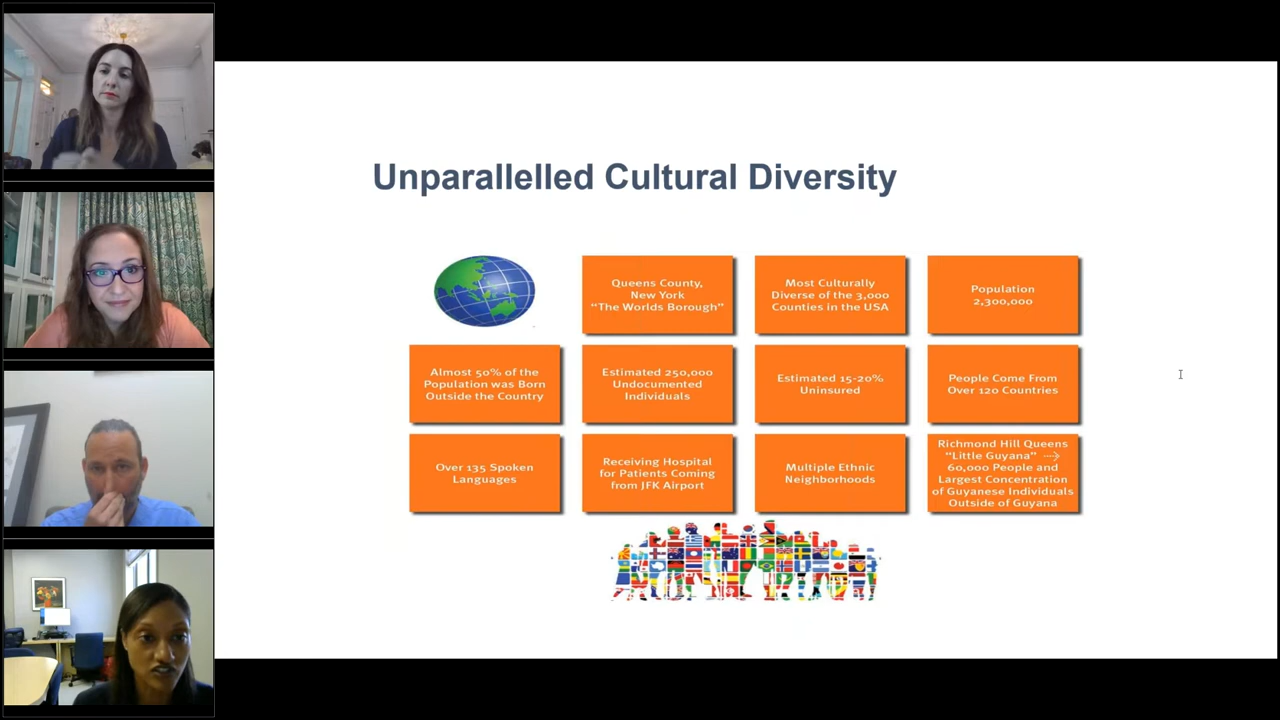 Unparallelled Cultural Diversity
Queens County,
New York
“The Worlds Borough”
Most Culturally
Diverse of the 3,000
Counties in the USA
Population
2,300,000
Almost 50% of the
Population was Born
Outside the Country
Estimated 250,000
Undocumented
Individuals
Estimated 15-20%
Uninsured
People Come From
Over 120 Countries
Over 135 Spoken
Languages
Receiving Hospital
for Patients Coming
from JFK Airport
Multiple Ethnic
Neighborhoods
Richmond Hill Queens
“Little Guyana” →
60,000 People and
Largest Concentration
of Guyanese Individuals
Outside of Guyana